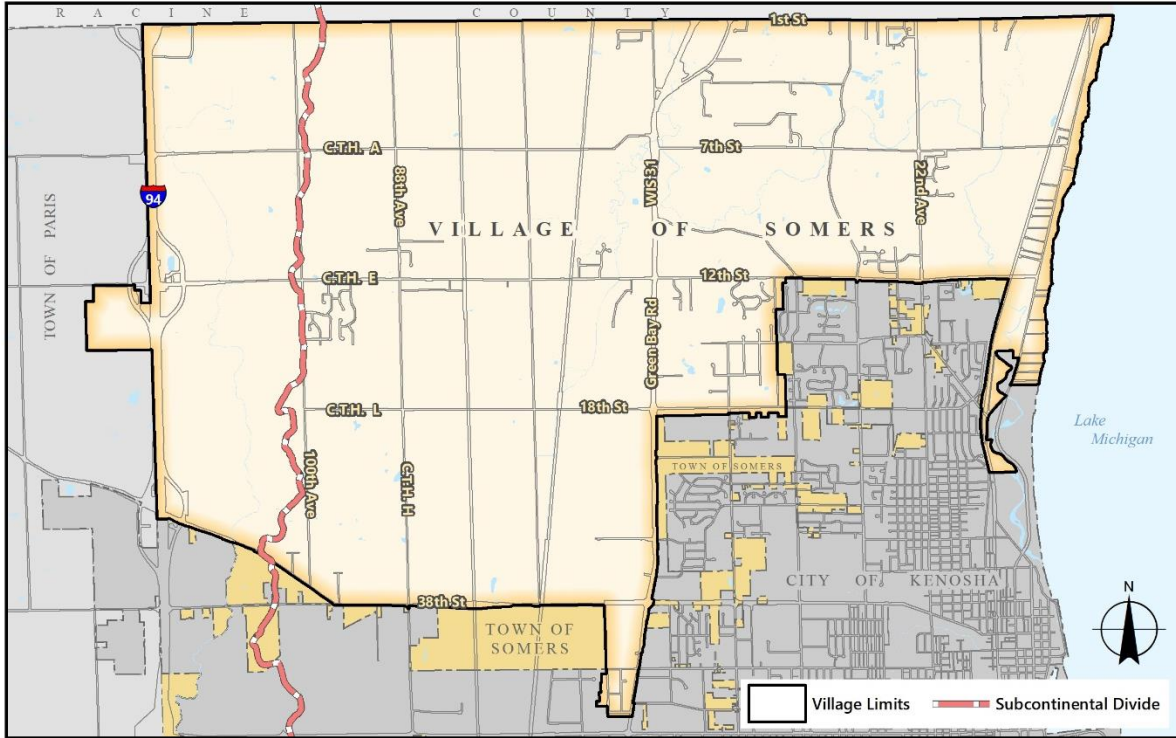 RACINE COUNTY
1st St
C.T.H. A
7th St
94
88th Ave
WIS 31
22nd Ave
TOWN OF PARIS
VILLAGE OF SOMERS
C.T.H. E
12th St
Green Bay Rd
C.T.H. L
18th St
Lake
Michigan
104th Ave
C.T.H. H
TOWN OF SOMERS
CITY OF KENOSHA
38th St
TOWN OF
SOMERS
N
Village Limits
Subcontinental Divide